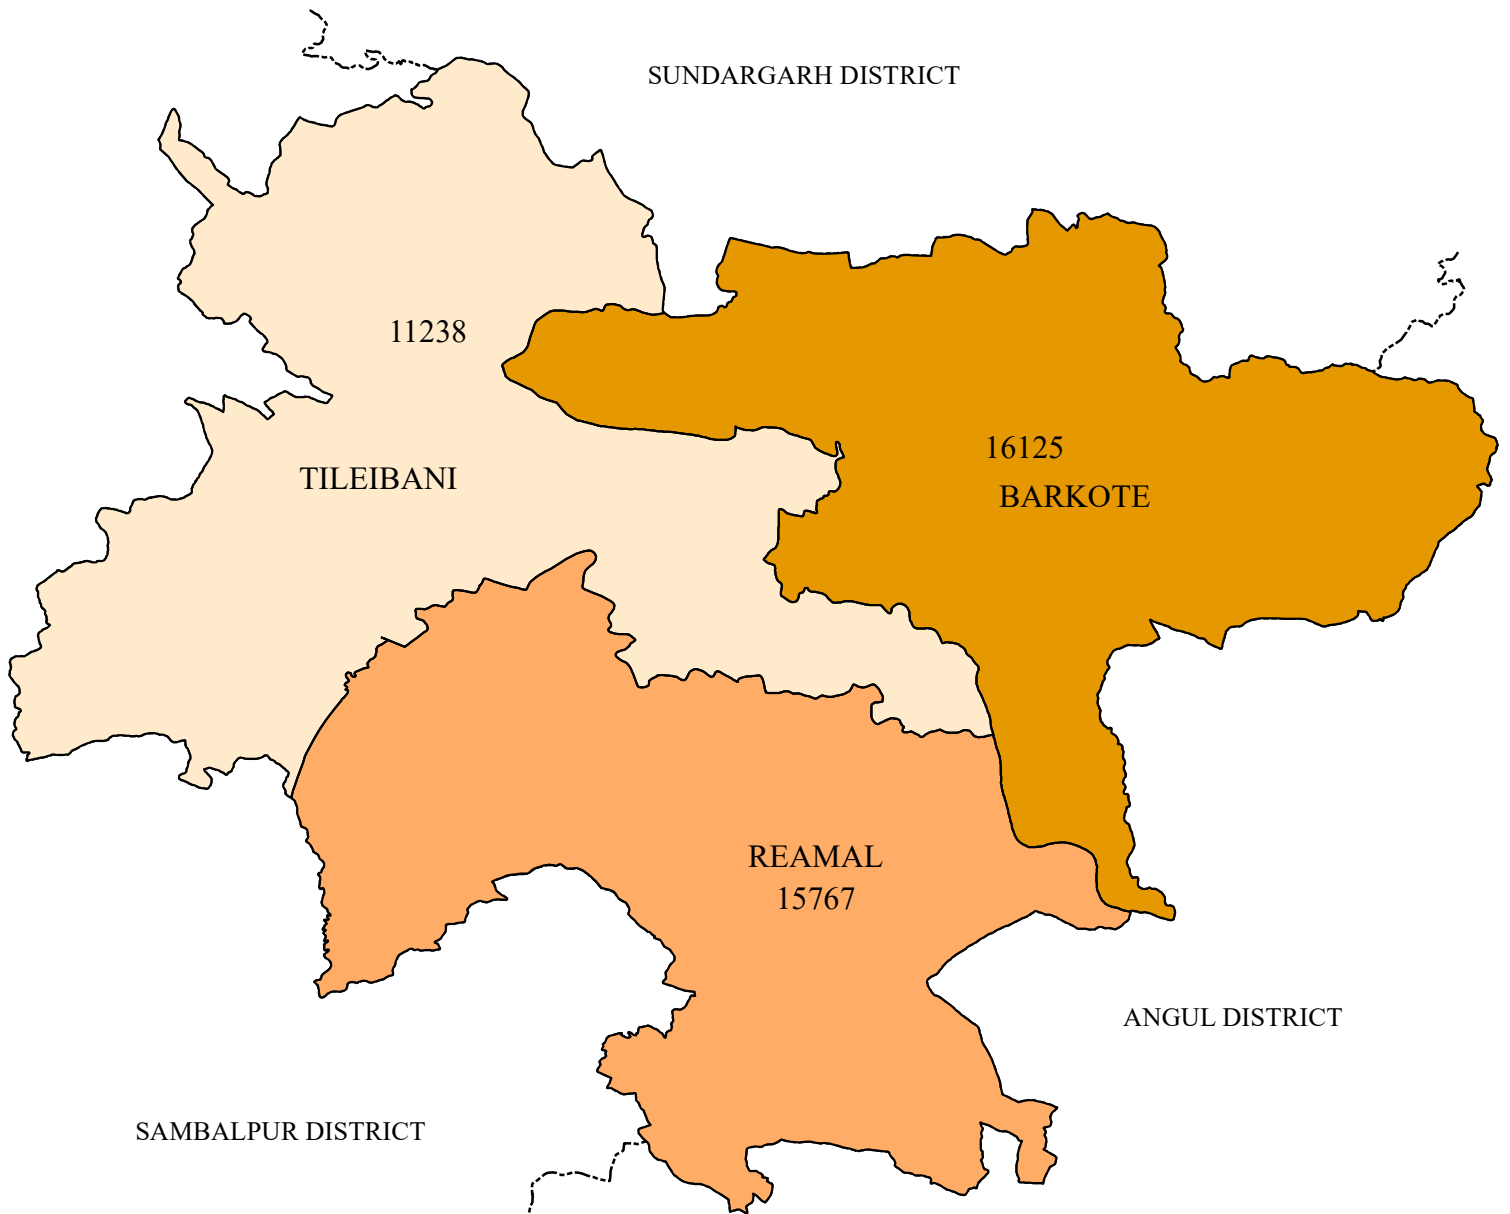 SUNDARGARH DISTRICT
11238
16125
TILEIBANI
BARKOTE
REAMAL
15767
ANGUL DISTRICT
SAMBALPUR DISTRICT